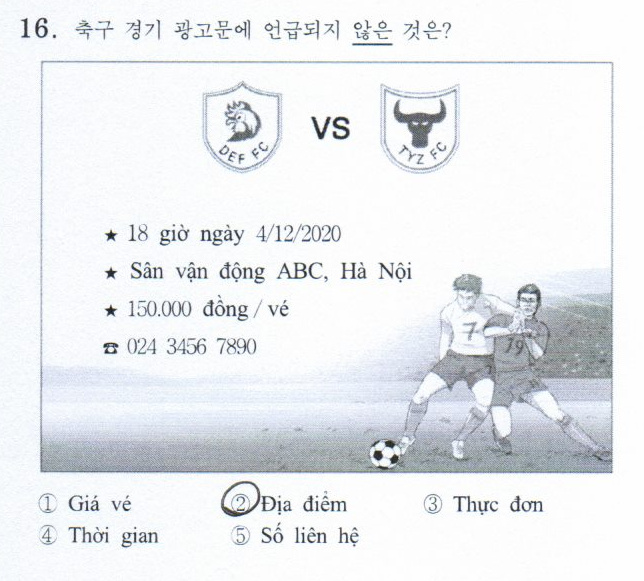 16. 축구 경기 광고문에 언급되지 않은 것은?
DEF FC VS TYZ FC
★ 18 giờ ngày 4/12/2020
★ Sân vận động ABC, Hà Nội
★ 150.000 đồng / vé
☎ 024 3456 7890
7 19
① Giá vé ② Địa điểm ③ Thực đơn
④ Thời gian ⑤ Số liên hệ